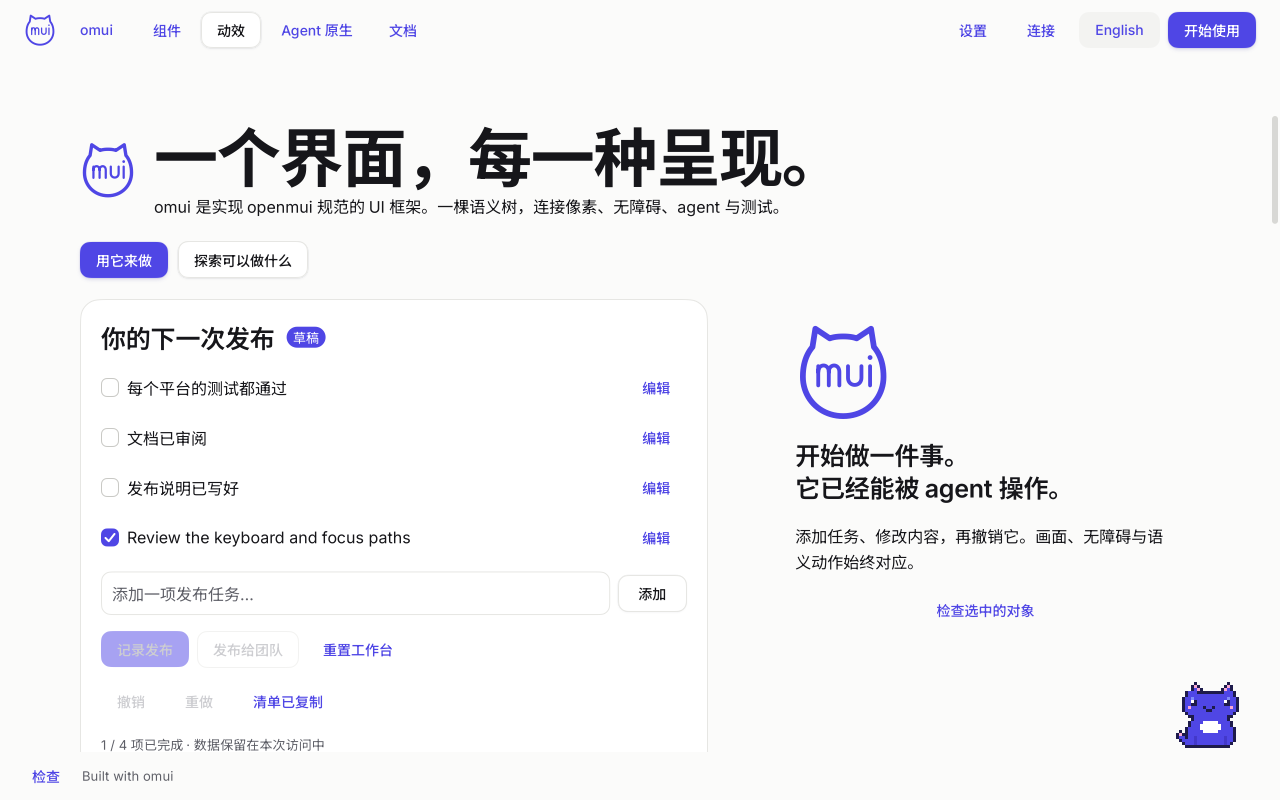 mui omui 组件 动效 Agent 原生 文档 设置 连接 English 开始使用
mui
一个界面，每一种呈现。
omui 是实现 openmui 规范的 UI 框架。一棵语义树，连接像素、无障碍、agent 与测试。
用它来做 探索可以做什么
你的下一次发布 草稿
每个平台的测试都通过 编辑
文档已审阅 编辑
发布说明已写好 编辑
Review the keyboard and focus paths 编辑
添加一项发布任务... 添加
记录发布 发布给团队 重置工作台
撤销 重做 清单已复制
1 / 4 项已完成 · 数据保留在本次访问中
mui
开始做一件事。
它已经能被 agent 操作。
添加任务、修改内容，再撤销它。画面、无障碍与语
义动作始终对应。
检查选中的对象
检查 Built with omui